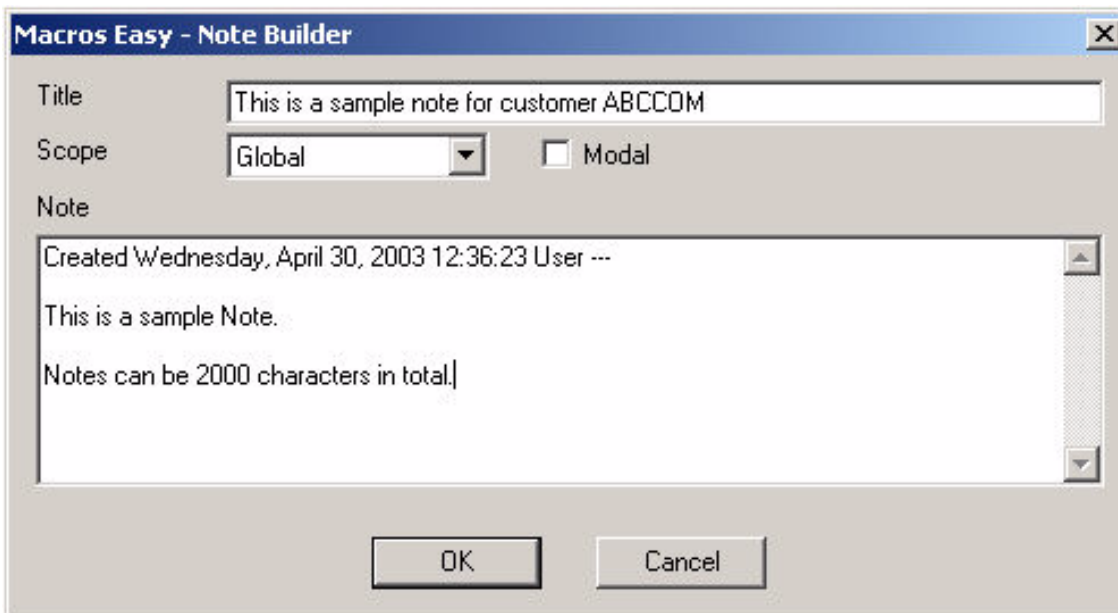 Macros Easy - Note Builder
Title
This is a sample note for customer ABCCOM
Scope
Global
Modal
Note
Created Wednesday, April 30, 2003 12:36:23 User ---
This is a sample Note.
Notes can be 2000 characters in total.
OK
Cancel